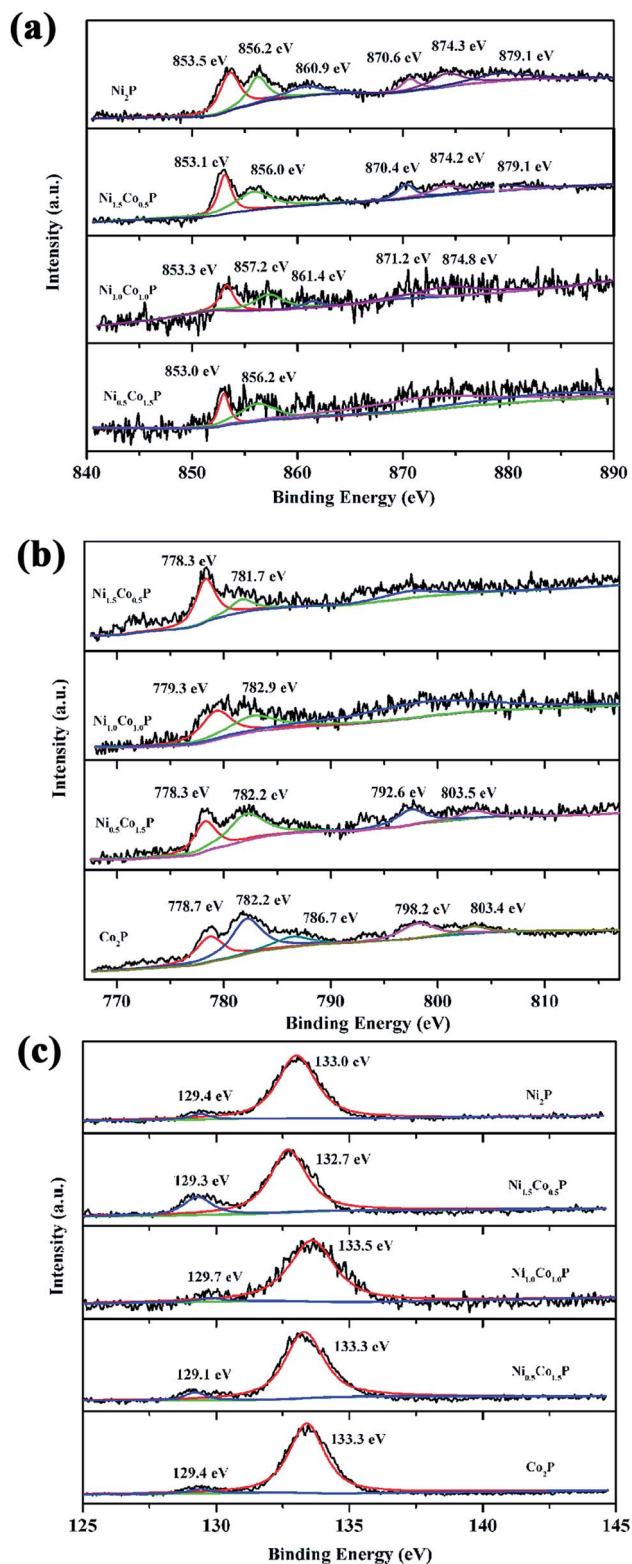 (a)
853.5 eV 856.2 eV 860.9 eV 870.6 eV 874.3 eV 879.1 eV
Ni2P
853.1 eV 856.0 eV 870.4 eV 874.2 eV 879.1 eV
Ni1.5Co0.5P
853.3 eV 857.2 eV 861.4 eV 871.2 eV 874.8 eV
Ni1.0Co1.0P
853.0 eV 856.2 eV
Ni0.5Co1.5P
Intensity (a.u.)
840 850 860 870 880 890
Binding Energy (eV)
(b)
778.3 eV 781.7 eV
Ni1.5Co0.5P
779.3 eV 782.9 eV
Ni1.0Co1.0P
778.3 eV 782.2 eV 792.6 eV 803.5 eV
Ni0.5Co1.5P
778.7 eV 782.2 eV 786.7 eV 798.2 eV 803.4 eV
Co2P
Intensity (a.u.)
770 780 790 800 810
Binding Energy (eV)
(c)
129.4 eV 133.0 eV
Ni2P
129.3 eV 132.7 eV
Ni1.5Co0.5P
129.7 eV 133.5 eV
Ni1.0Co1.0P
129.1 eV 133.3 eV
Ni0.5Co1.5P
129.4 eV 133.3 eV
Co2P
Intensity (a.u.)
125 130 135 140 145
Binding Energy (eV)